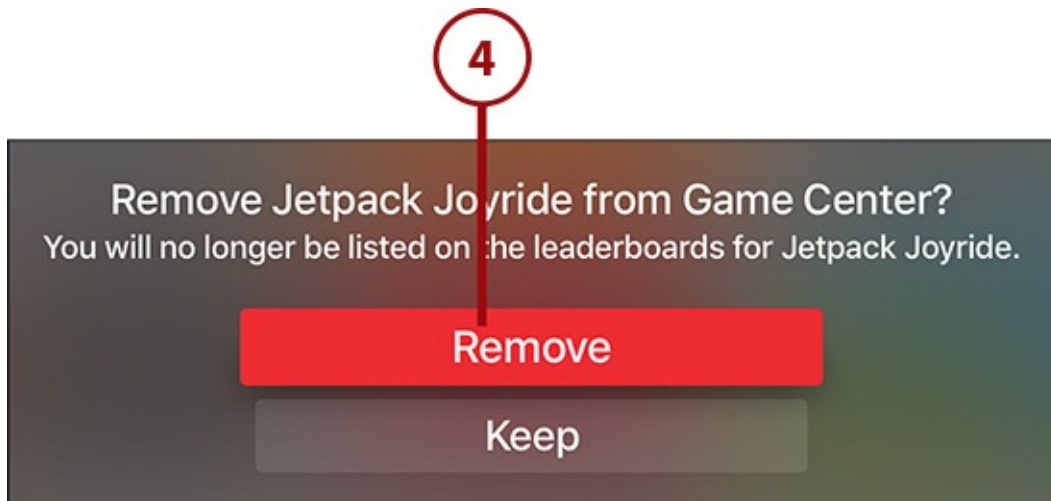 4
Remove Jetpack Joyride from Game Center?
You will no longer be listed on the leaderboards for Jetpack Joyride.
Remove
Keep